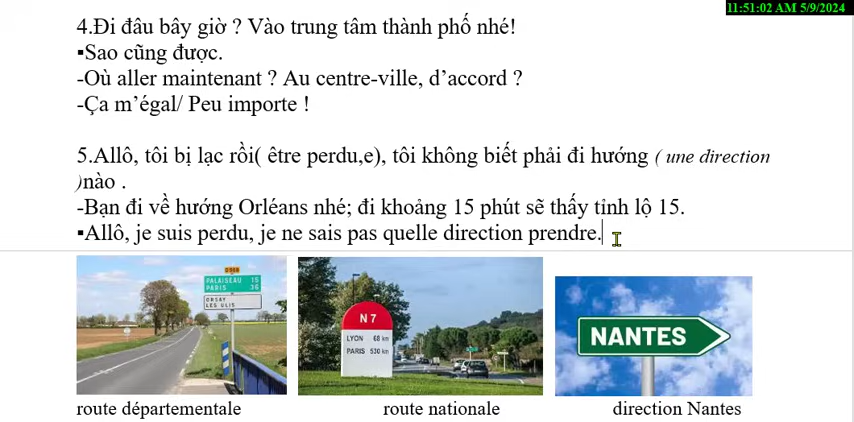 11:51:02 AM 5/9/2024
4.Đi đâu bây giờ ? Vào trung tâm thành phố nhé!
▪Sao cũng được.
-Où aller maintenant ? Au centre-ville, d’accord ?
-Ça m’égal/ Peu importe !
5.Allô, tôi bị lạc rồi( être perdu,e), tôi không biết phải đi hướng ( une direction
)nào .
-Bạn đi về hướng Orléans nhé; đi khoảng 15 phút sẽ thấy tỉnh lộ 15.
▪Allô, je suis perdu, je ne sais pas quelle direction prendre.
PALAISEAU 15
PARIS 36
ORSAY
LES ULIS
N 7
LYON 68 km
PARIS 530 km
NANTES
route départementale
route nationale
direction Nantes